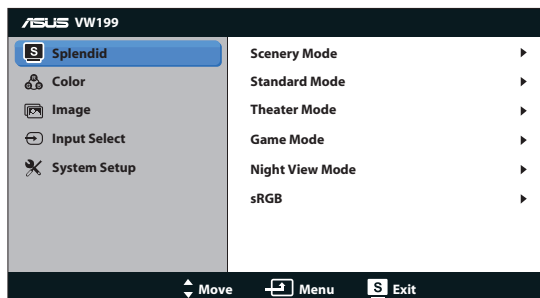 ASUS VW199
S Splendid
Color
Image
Input Select
System Setup
Scenery Mode
Standard Mode
Theater Mode
Game Mode
Night View Mode
sRGB
Move Menu S Exit